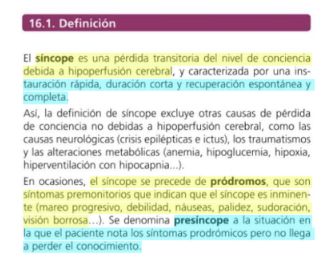 16.1. Definición
El síncope es una pérdida transitoria del nivel de conciencia
debida a hipoperfusión cerebral, y caracterizada por una ins-
tauración rápida, duración corta y recuperación espontánea y
completa.
Así, la definición de síncope excluye otras causas de pérdida
de conciencia no debidas a hipoperfusión cerebral, como las
causas neurológicas (crisis epilépticas e ictus), los traumatismos
y las alteraciones metabólicas (anemia, hipoglucemia, hipoxia,
hiperventilación con hipocapnia...).
En ocasiones, el síncope se precede de pródromos, que son
síntomas premonitorios que indican que el síncope es inminen-
te (mareo progresivo, debilidad, náuseas, palidez, sudoración,
visión borrosa...). Se denomina presíncope a la situación en
la que el paciente nota los síntomas prodrómicos pero no llega
a perder el conocimiento.